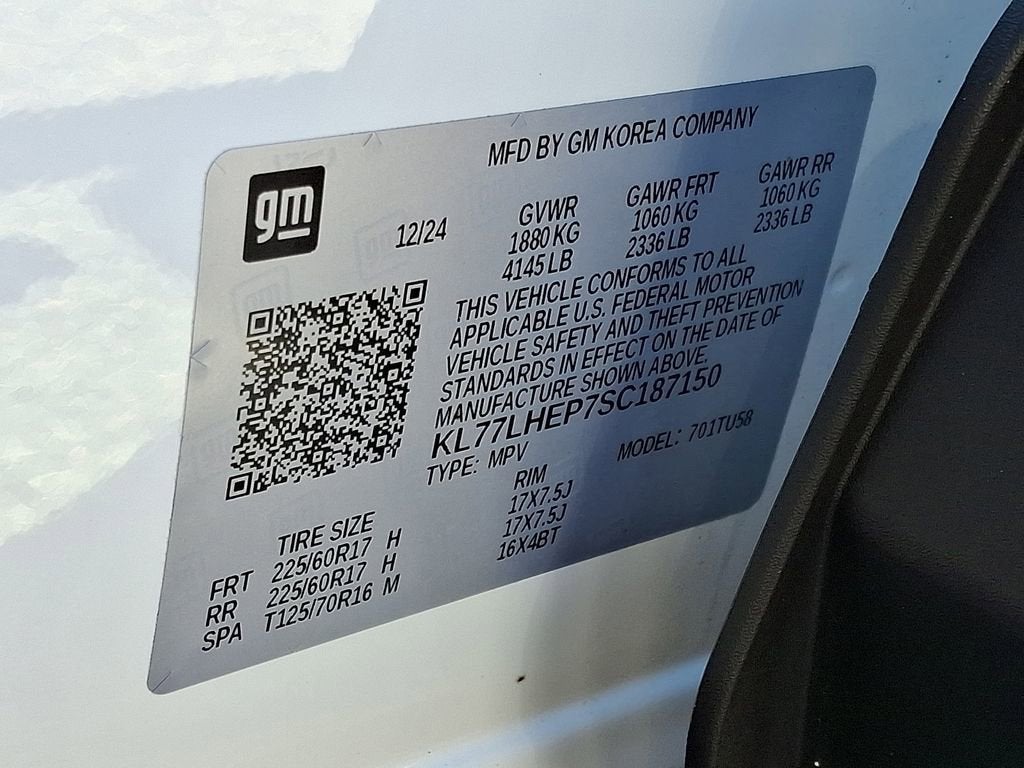 MFD BY GM KOREA COMPANY
gm
12/24
GVWR
1880 KG
4145 LB
GAWR FRT
1060 KG
2336 LB
GAWR RR
1060 KG
2336 LB
THIS VEHICLE CONFORMS TO ALL
APPLICABLE U.S. FEDERAL MOTOR
VEHICLE SAFETY AND THEFT PREVENTION
STANDARDS IN EFFECT ON THE DATE OF
MANUFACTURE SHOWN ABOVE.
KL77LHEP7SC187150
TYPE: MPV MODEL: 701TU58
TIRE SIZE RIM
FRT 225/60R17 H 17X7.5J
RR 225/60R17 H 17X7.5J
SPA T125/70R16 M 16X4BT